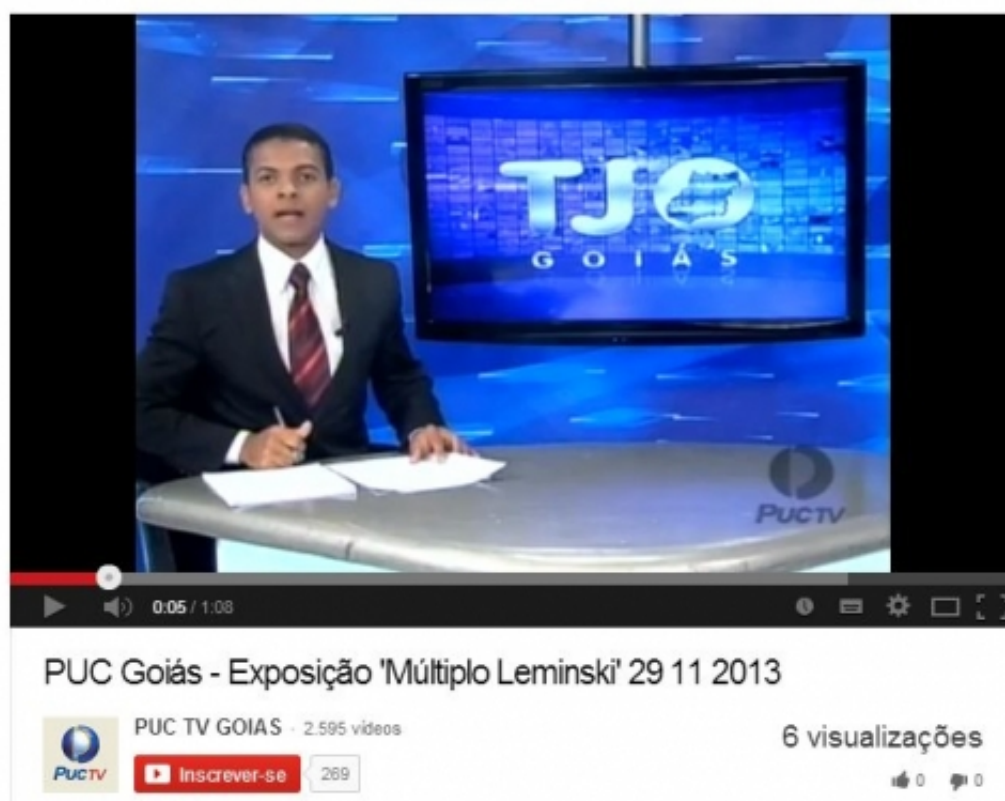 TJO
GOIÁS
PUCTV
0:05 / 1:08
PUC Goiás - Exposição 'Múltiplo Leminski' 29 11 2013
PUC TV GOIAS · 2.595 vídeos
PUCTV
Inscrever-se 269
6 visualizações
0 0